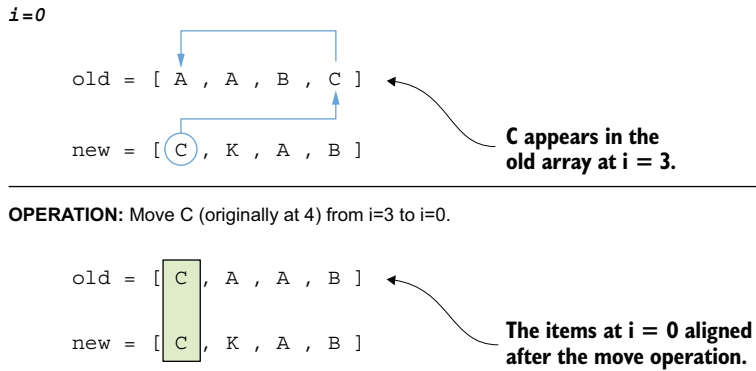 i=0
old = [ A , A , B , C ]
new = [ C , K , A , B ]
C appears in the
old array at i = 3.
OPERATION: Move C (originally at 4) from i=3 to i=0.
old = [ C , A , A , B ]
new = [ C , K , A , B ]
The items at i = 0 aligned
after the move operation.